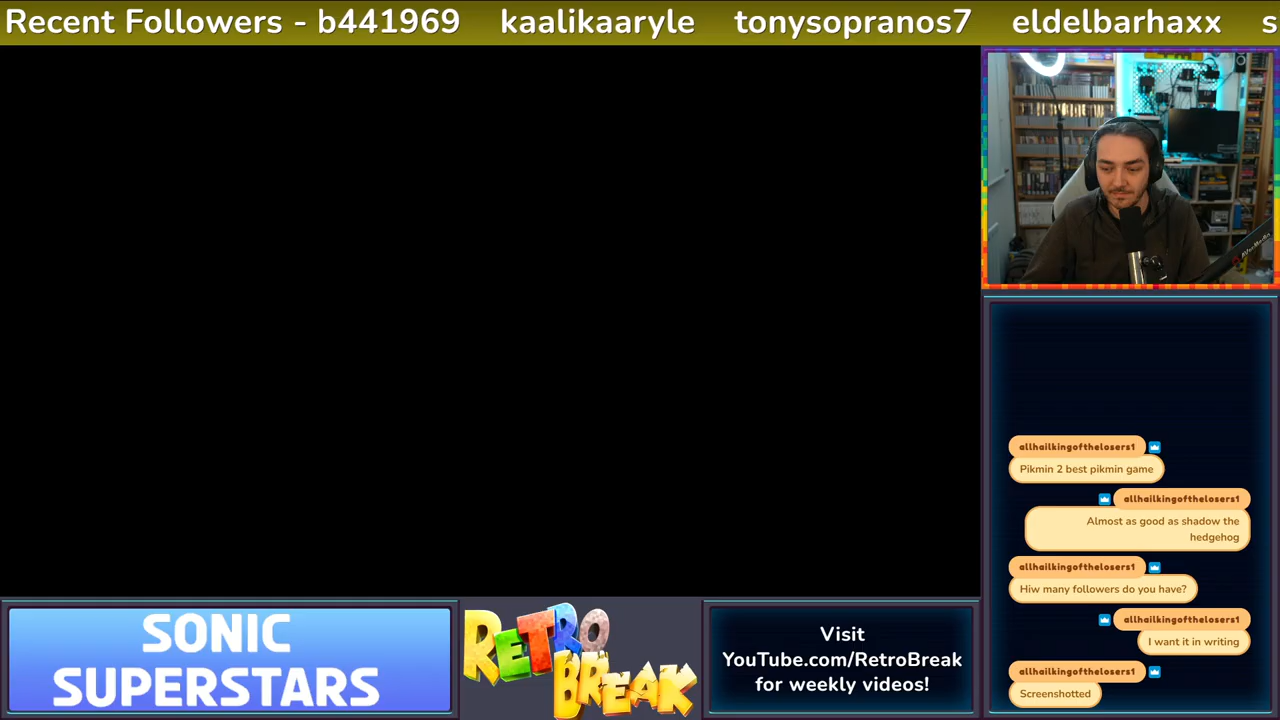 Recent Followers - b441969 kaalikaaryle tonysopranos7 eldelbarhaxx s
AVerMedia
allhailkingofthelosers1
Pikmin 2 best pikmin game
allhailkingofthelosers1
Almost as good as shadow the
hedgehog
allhailkingofthelosers1
Hiw many followers do you have?
allhailkingofthelosers1
I want it in writing
allhailkingofthelosers1
Screenshotted
SONIC
SUPERSTARS
RETRO
BREAK
Visit
YouTube.com/RetroBreak
for weekly videos!